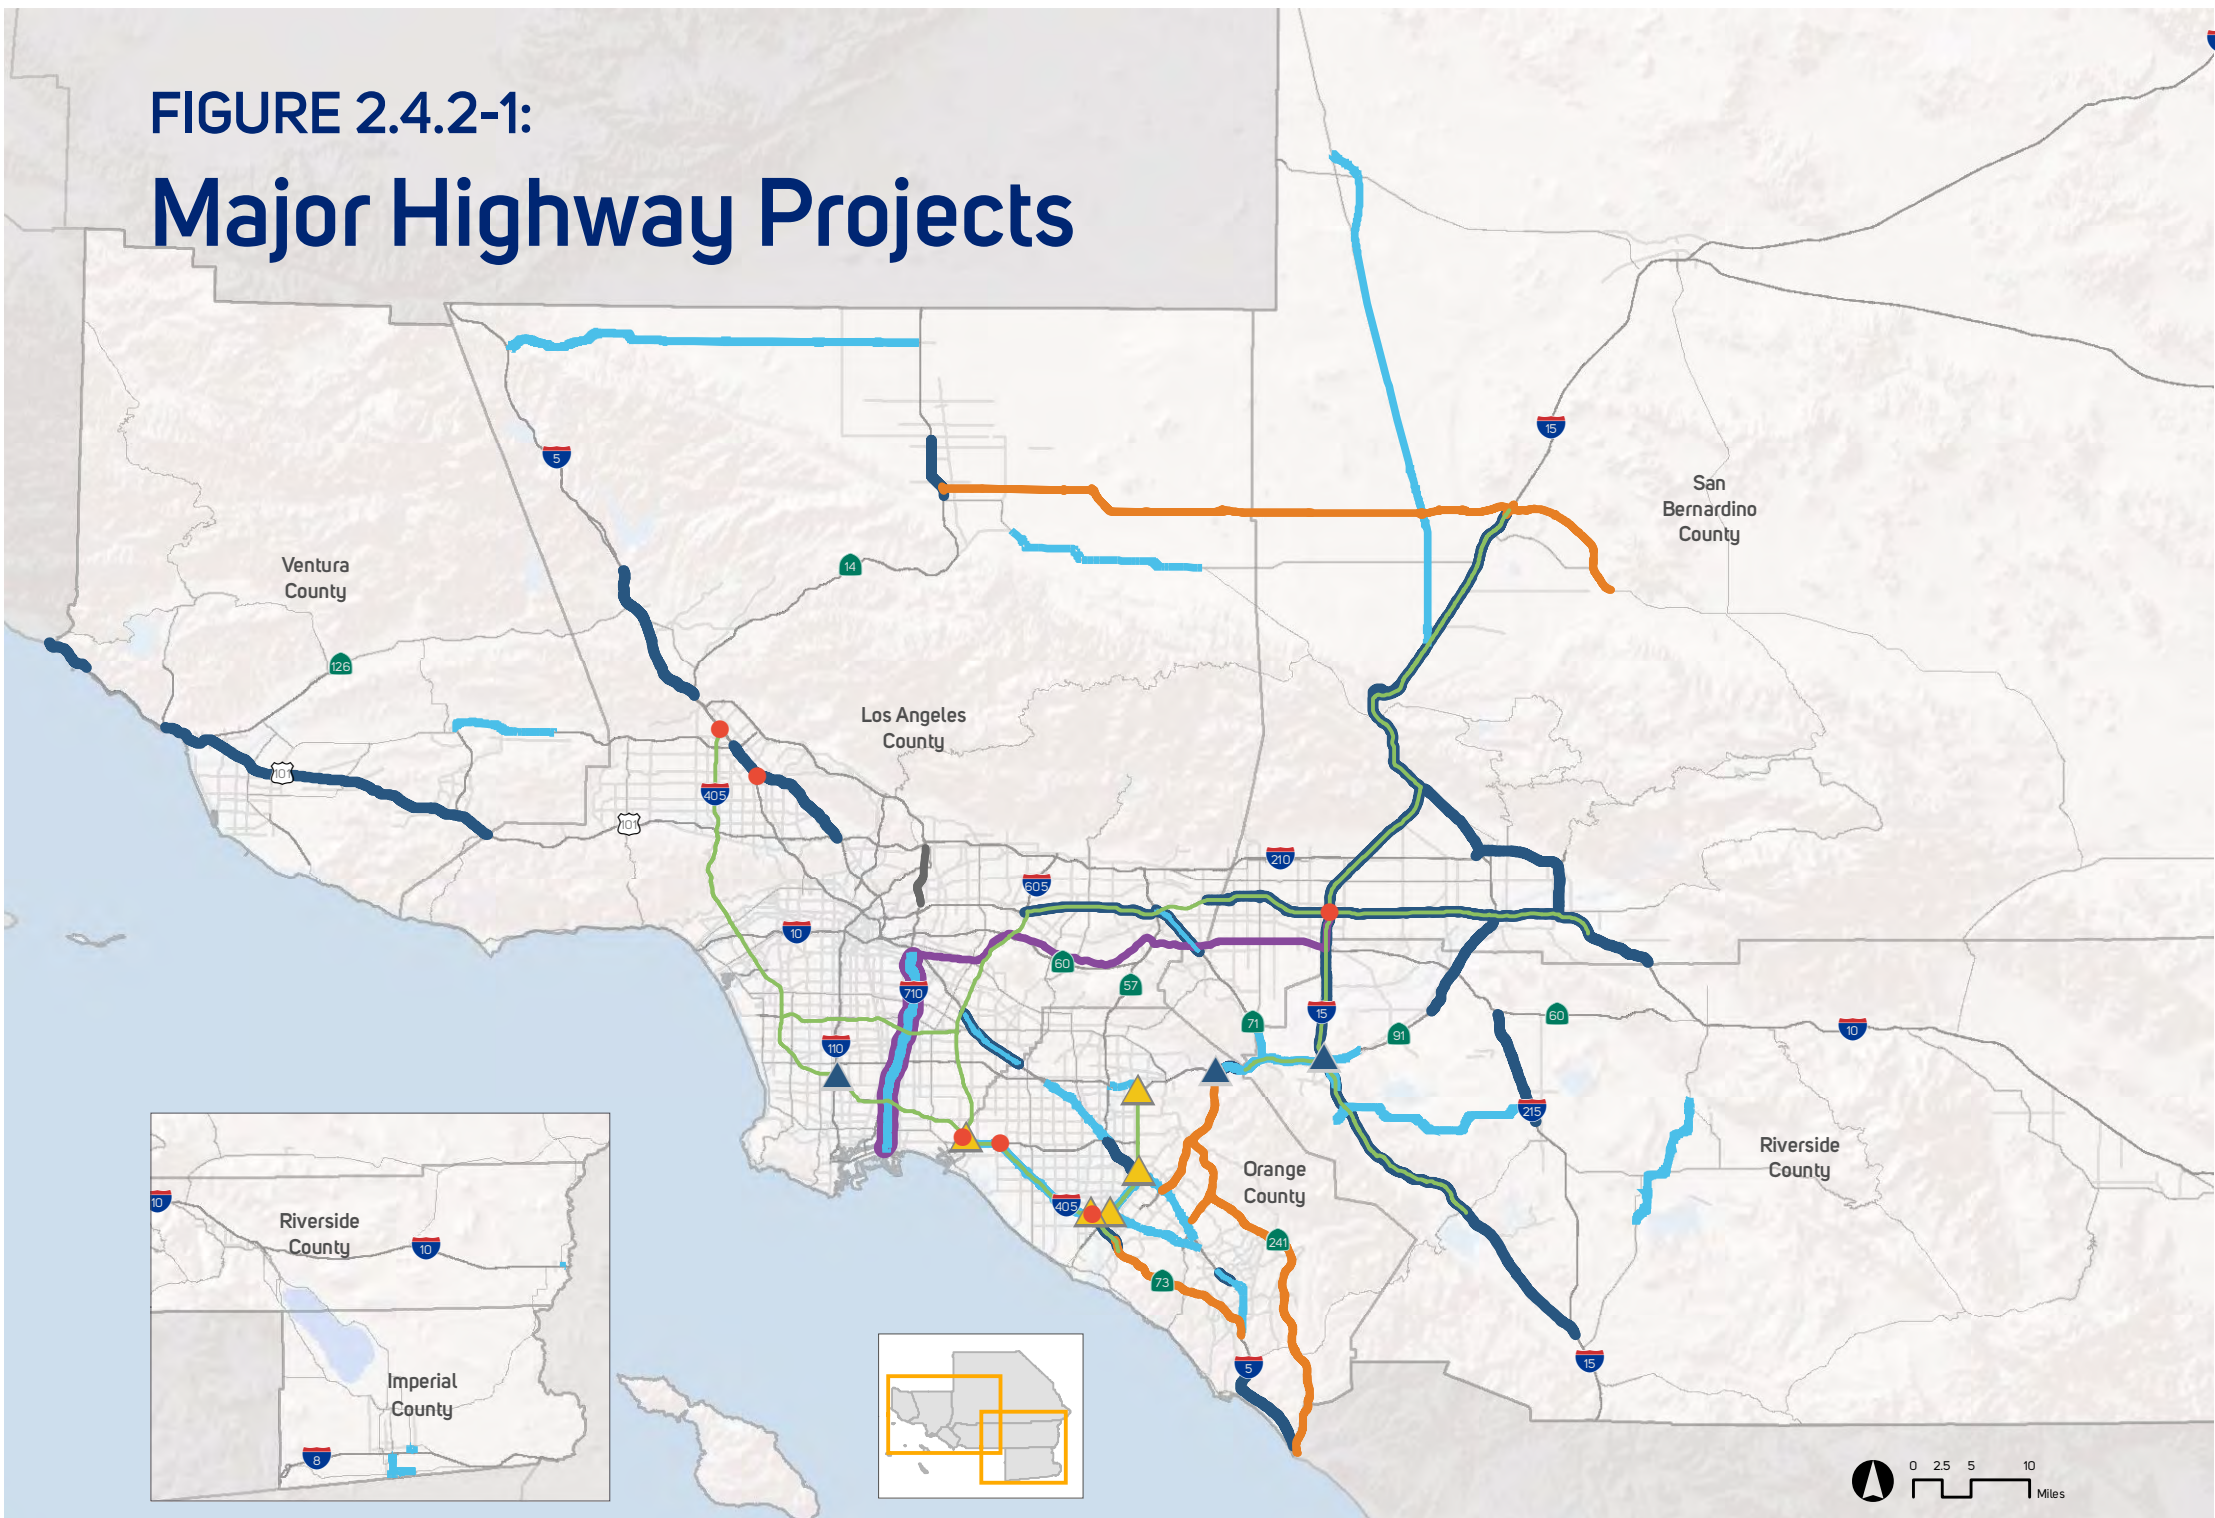 FIGURE 2.4.2-1:
Major Highway Projects
15
5
San
Bernardino
County
Ventura
County
14
126
Los Angeles
County
101
405
101
210
605
10
60
57
710
15
71
91
60
10
110
215
Riverside
County
Orange
County
405
241
73
5
15
10
Riverside
County
10
Imperial
County
8
0 2.5 5 10
Miles